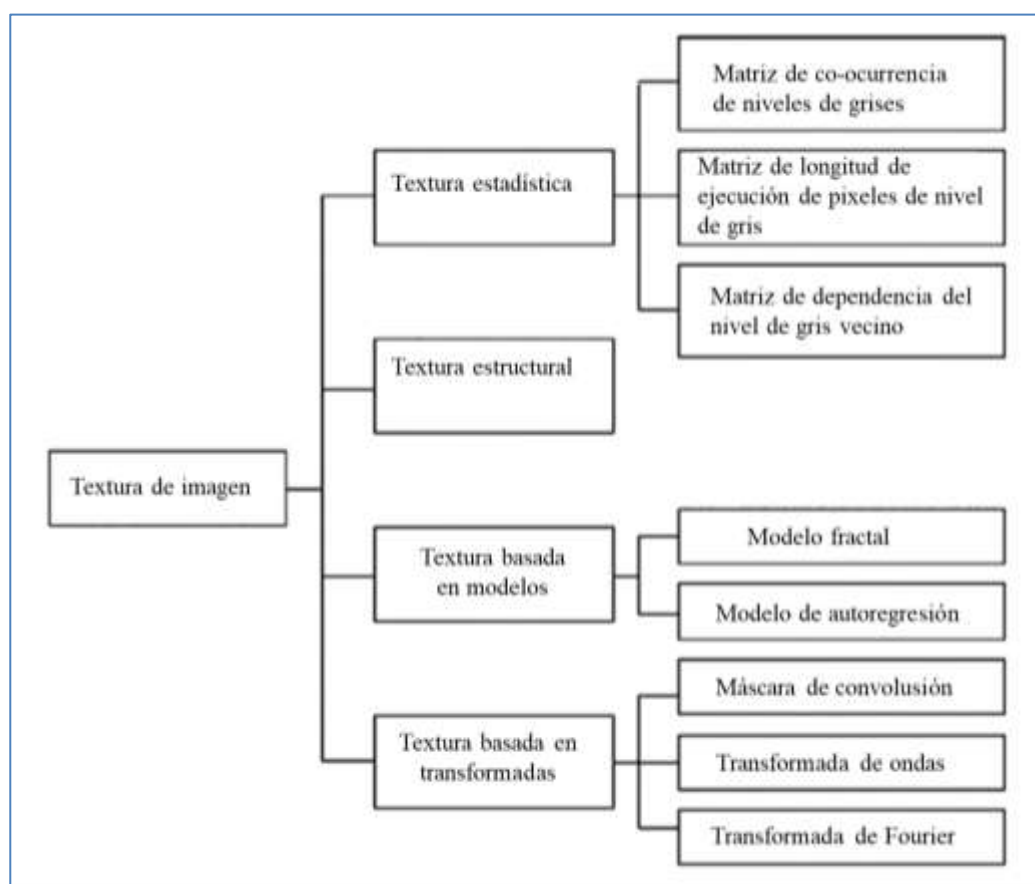 Textura de imagen
Textura estadística
Matriz de co-ocurrencia
de niveles de grises
Matriz de longitud de
ejecución de pixeles de nivel
de gris
Matriz de dependencia del
nivel de gris vecino
Textura estructural
Textura basada
en modelos
Modelo fractal
Modelo de autoregresión
Textura basada en
transformadas
Máscara de convolusión
Transformada de ondas
Transformada de Fourier